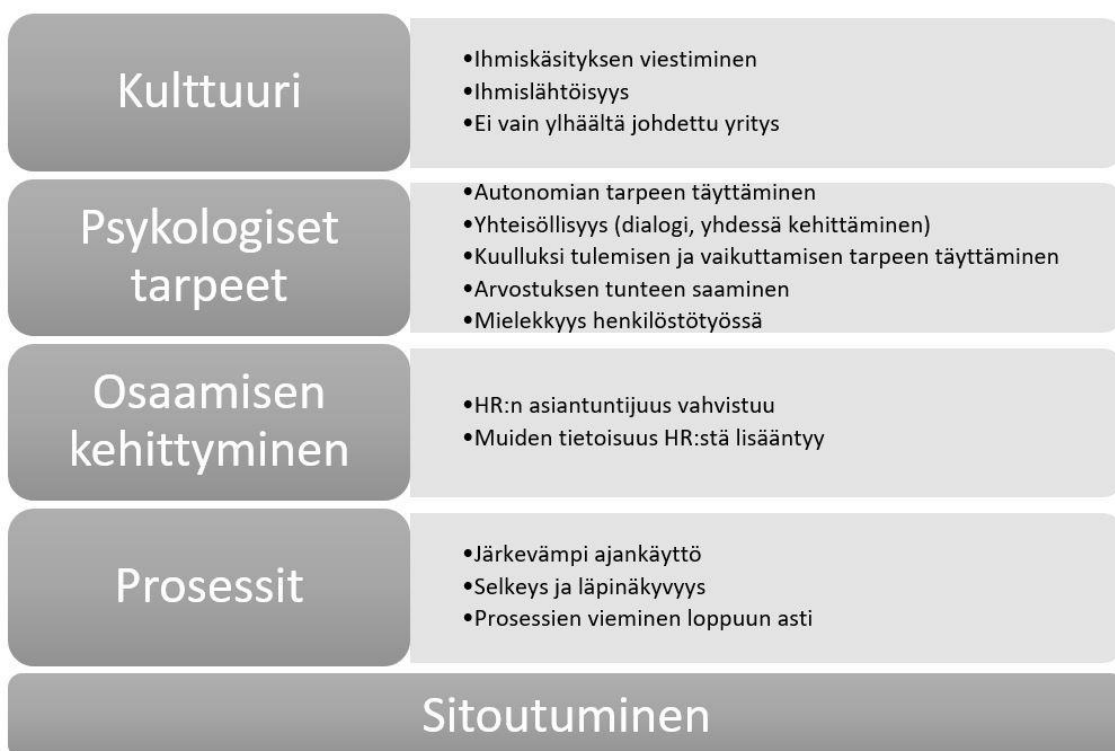 Kulttuuri
•Ihmiskäsityksen viestiminen
•Ihmislähtöisyys
•Ei vain ylhäältä johdettu yritys
Psykologiset
tarpeet
•Autonomian tarpeen täyttäminen
•Yhteisöllisyys (dialogi, yhdessä kehittäminen)
•Kuulluksi tulemisen ja vaikuttamisen tarpeen täyttäminen
•Arvostuksen tunteen saaminen
•Mielekkyys henkilöstötyössä
Osaamisen
kehittyminen
•HR:n asiantuntijuus vahvistuu
•Muiden tietoisuus HR:stä lisääntyy
Prosessit
•Järkevämpi ajankäyttö
•Selkeys ja läpinäkyvyys
•Prosessien vieminen loppuun asti
Sitoutuminen